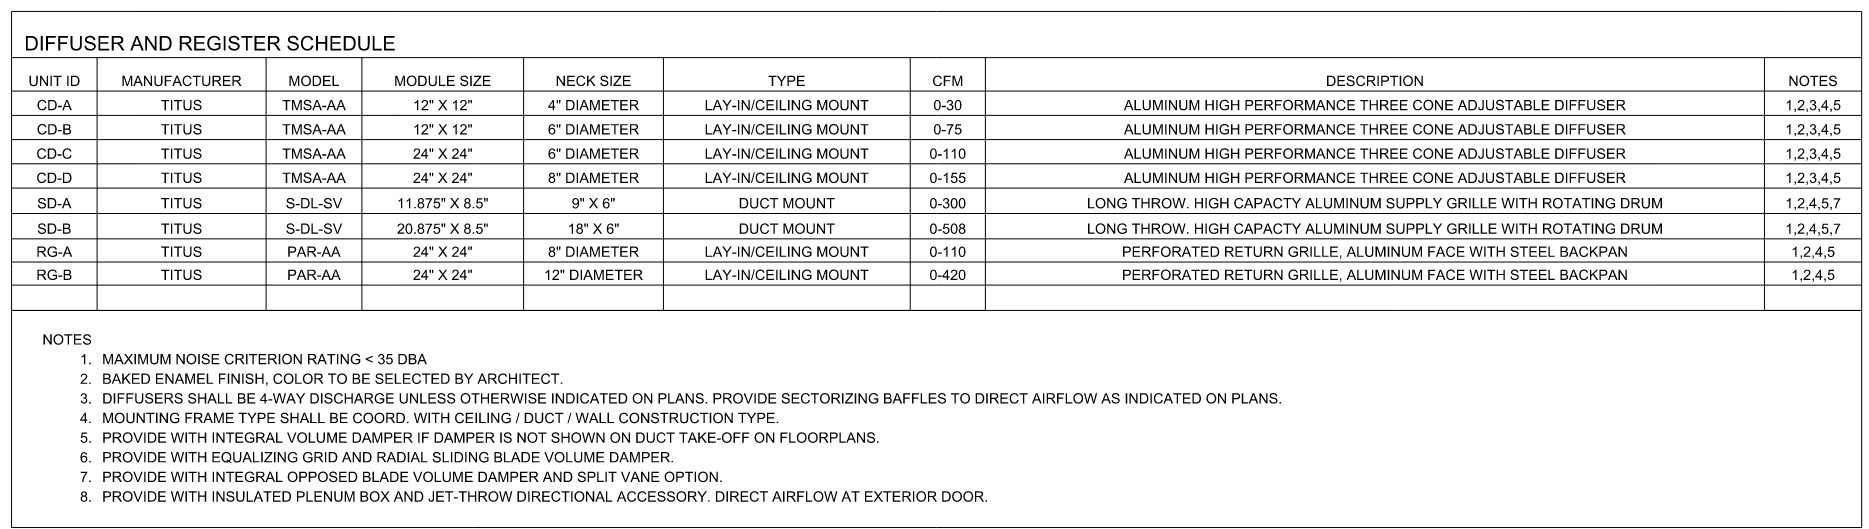 DIFFUSER AND REGISTER SCHEDULE
UNIT ID MANUFACTURER MODEL MODULE SIZE NECK SIZE TYPE CFM DESCRIPTION NOTES
CD-A TITUS TMSA-AA 12" X 12" 4" DIAMETER LAY-IN/CEILING MOUNT 0-30 ALUMINUM HIGH PERFORMANCE THREE CONE ADJUSTABLE DIFFUSER 1,2,3,4,5
CD-B TITUS TMSA-AA 12" X 12" 6" DIAMETER LAY-IN/CEILING MOUNT 0-75 ALUMINUM HIGH PERFORMANCE THREE CONE ADJUSTABLE DIFFUSER 1,2,3,4,5
CD-C TITUS TMSA-AA 24" X 24" 6" DIAMETER LAY-IN/CEILING MOUNT 0-110 ALUMINUM HIGH PERFORMANCE THREE CONE ADJUSTABLE DIFFUSER 1,2,3,4,5
CD-D TITUS TMSA-AA 24" X 24" 8" DIAMETER LAY-IN/CEILING MOUNT 0-155 ALUMINUM HIGH PERFORMANCE THREE CONE ADJUSTABLE DIFFUSER 1,2,3,4,5
SD-A TITUS S-DL-SV 11.875" X 8.5" 9" X 6" DUCT MOUNT 0-300 LONG THROW. HIGH CAPACTY ALUMINUM SUPPLY GRILLE WITH ROTATING DRUM 1,2,4,5,7
SD-B TITUS S-DL-SV 20.875" X 8.5" 18" X 6" DUCT MOUNT 0-508 LONG THROW. HIGH CAPACTY ALUMINUM SUPPLY GRILLE WITH ROTATING DRUM 1,2,4,5,7
RG-A TITUS PAR-AA 24" X 24" 8" DIAMETER LAY-IN/CEILING MOUNT 0-110 PERFORATED RETURN GRILLE, ALUMINUM FACE WITH STEEL BACKPAN 1,2,4,5
RG-B TITUS PAR-AA 24" X 24" 12" DIAMETER LAY-IN/CEILING MOUNT 0-420 PERFORATED RETURN GRILLE, ALUMINUM FACE WITH STEEL BACKPAN 1,2,4,5
NOTES
1. MAXIMUM NOISE CRITERION RATING < 35 DBA
2. BAKED ENAMEL FINISH, COLOR TO BE SELECTED BY ARCHITECT.
3. DIFFUSERS SHALL BE 4-WAY DISCHARGE UNLESS OTHERWISE INDICATED ON PLANS. PROVIDE SECTORIZING BAFFLES TO DIRECT AIRFLOW AS INDICATED ON PLANS.
4. MOUNTING FRAME TYPE SHALL BE COORD. WITH CEILING / DUCT / WALL CONSTRUCTION TYPE.
5. PROVIDE WITH INTEGRAL VOLUME DAMPER IF DAMPER IS NOT SHOWN ON DUCT TAKE-OFF ON FLOORPLANS.
6. PROVIDE WITH EQUALIZING GRID AND RADIAL SLIDING BLADE VOLUME DAMPER.
7. PROVIDE WITH INTEGRAL OPPOSED BLADE VOLUME DAMPER AND SPLIT VANE OPTION.
8. PROVIDE WITH INSULATED PLENUM BOX AND JET-THROW DIRECTIONAL ACCESSORY. DIRECT AIRFLOW AT EXTERIOR DOOR.